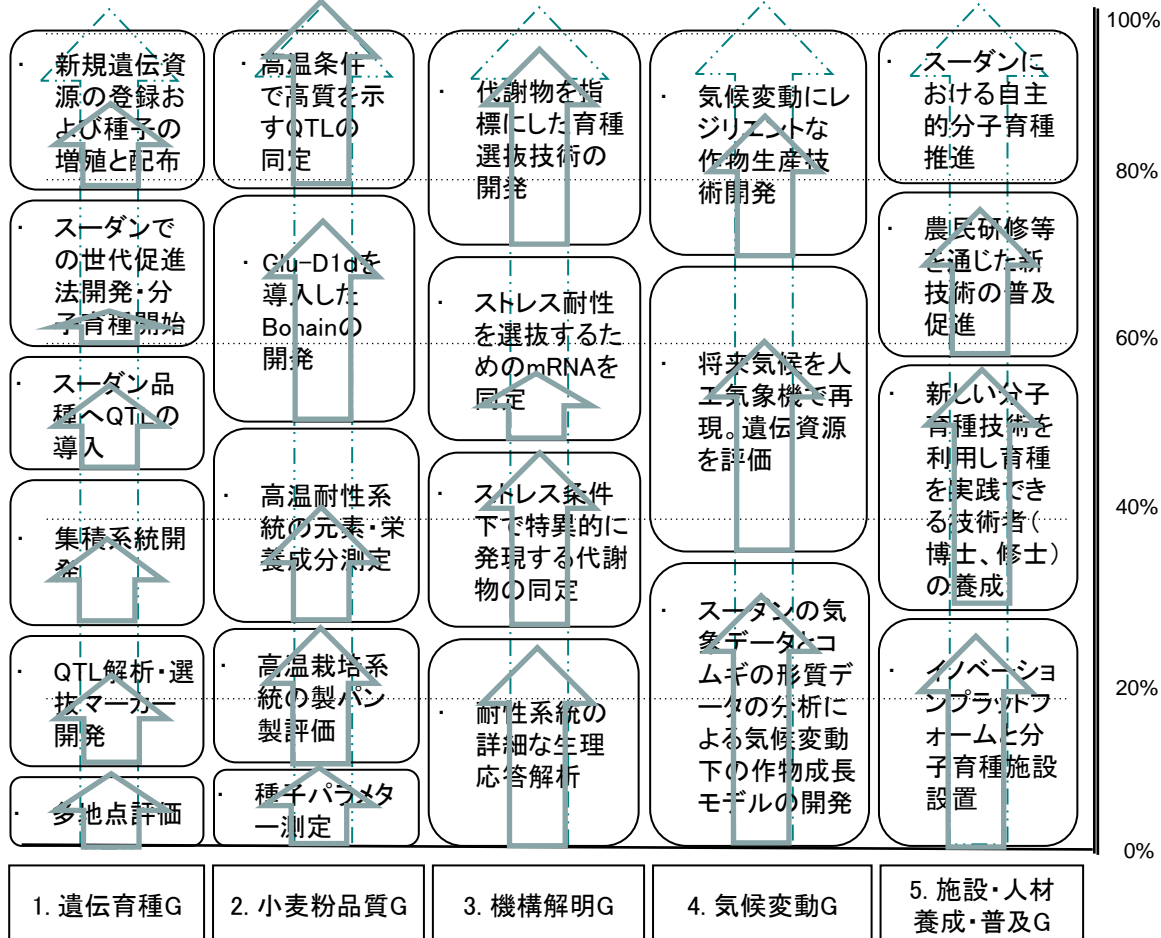 100%
80%
60%
40%
20%
0%
・ 新規遺伝資
源の登録お
よび種子の
増殖と配布
・ スーダンで
の世代促進
法開発・分
子育種開始
・ スーダン品
種へQTLの
導入
・ 集積系統開
発
・ QTL解析・選
抜マーカー
開発
・ 多地点評価
1. 遺伝育種G
・ 高温条件
で高質を示
すQTLの
同定
・ Glu-D1dを
導入した
Bohainの
開発
・ 高温耐性系
統の元素・栄
養成分測定
・ 高温栽培系
統の製パン
製評価
・ 種子パラメタ
ー測定
2. 小麦粉品質G
・ 代謝物を指
標にした育種
選抜技術の
開発
・ ストレス耐性
を選抜するた
めのmRNAを
同定
・ ストレス条件
下で特異的に
発現する代謝
物の同定
・ 耐性系統の
詳細な生理
応答解析
3. 機構解明G
・ 気候変動にレ
ジリエントな
作物生産技
術開発
・ 将来気候を人
工気象機で再
現。遺伝資源
を評価
・ スーダンの気
象データとコ
ムギの形質デ
ータの分析に
よる気候変動
下の作物成長
モデルの開発
4. 気候変動G
・ スーダンに
おける自主
的分子育種
推進
・ 農民研修等
を通じた新
技術の普及
促進
・ 新しい分子
育種技術を
利用し育種
を実践でき
る技術者(
博士、修士)
の養成
・ イノベーショ
ンプラットフ
ォームと分
子育種施設
設置
5. 施設・人材
養成・普及G